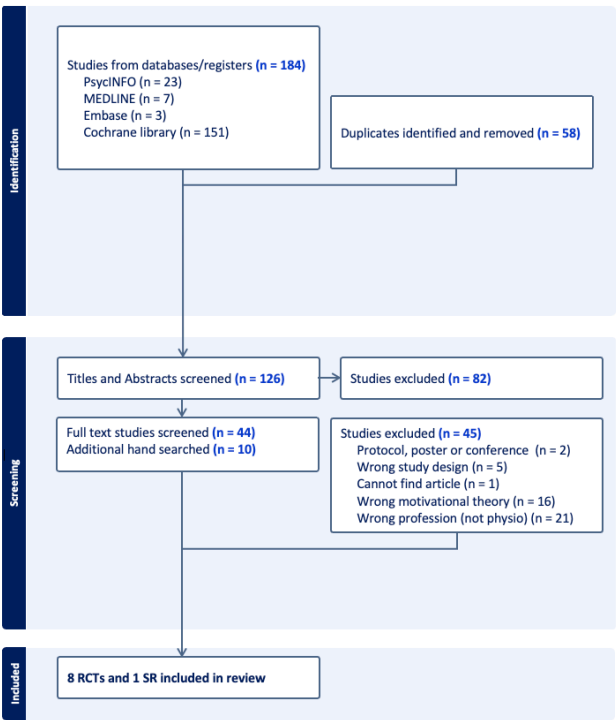 Identification
Studies from databases/registers (n = 184)
PsycINFO (n = 23)
MEDLINE (n = 7)
Embase (n = 3)
Cochrane library (n = 151)
Duplicates identified and removed (n = 58)
Screening
Titles and Abstracts screened (n = 126)
Studies excluded (n = 82)
Full text studies screened (n = 44)
Additional hand searched (n = 10)
Studies excluded (n = 45)
Protocol, poster or conference (n = 2)
Wrong study design (n = 5)
Cannot find article (n = 1)
Wrong motivational theory (n = 16)
Wrong profession (not physio) (n = 21)
Included
8 RCTs and 1 SR included in review